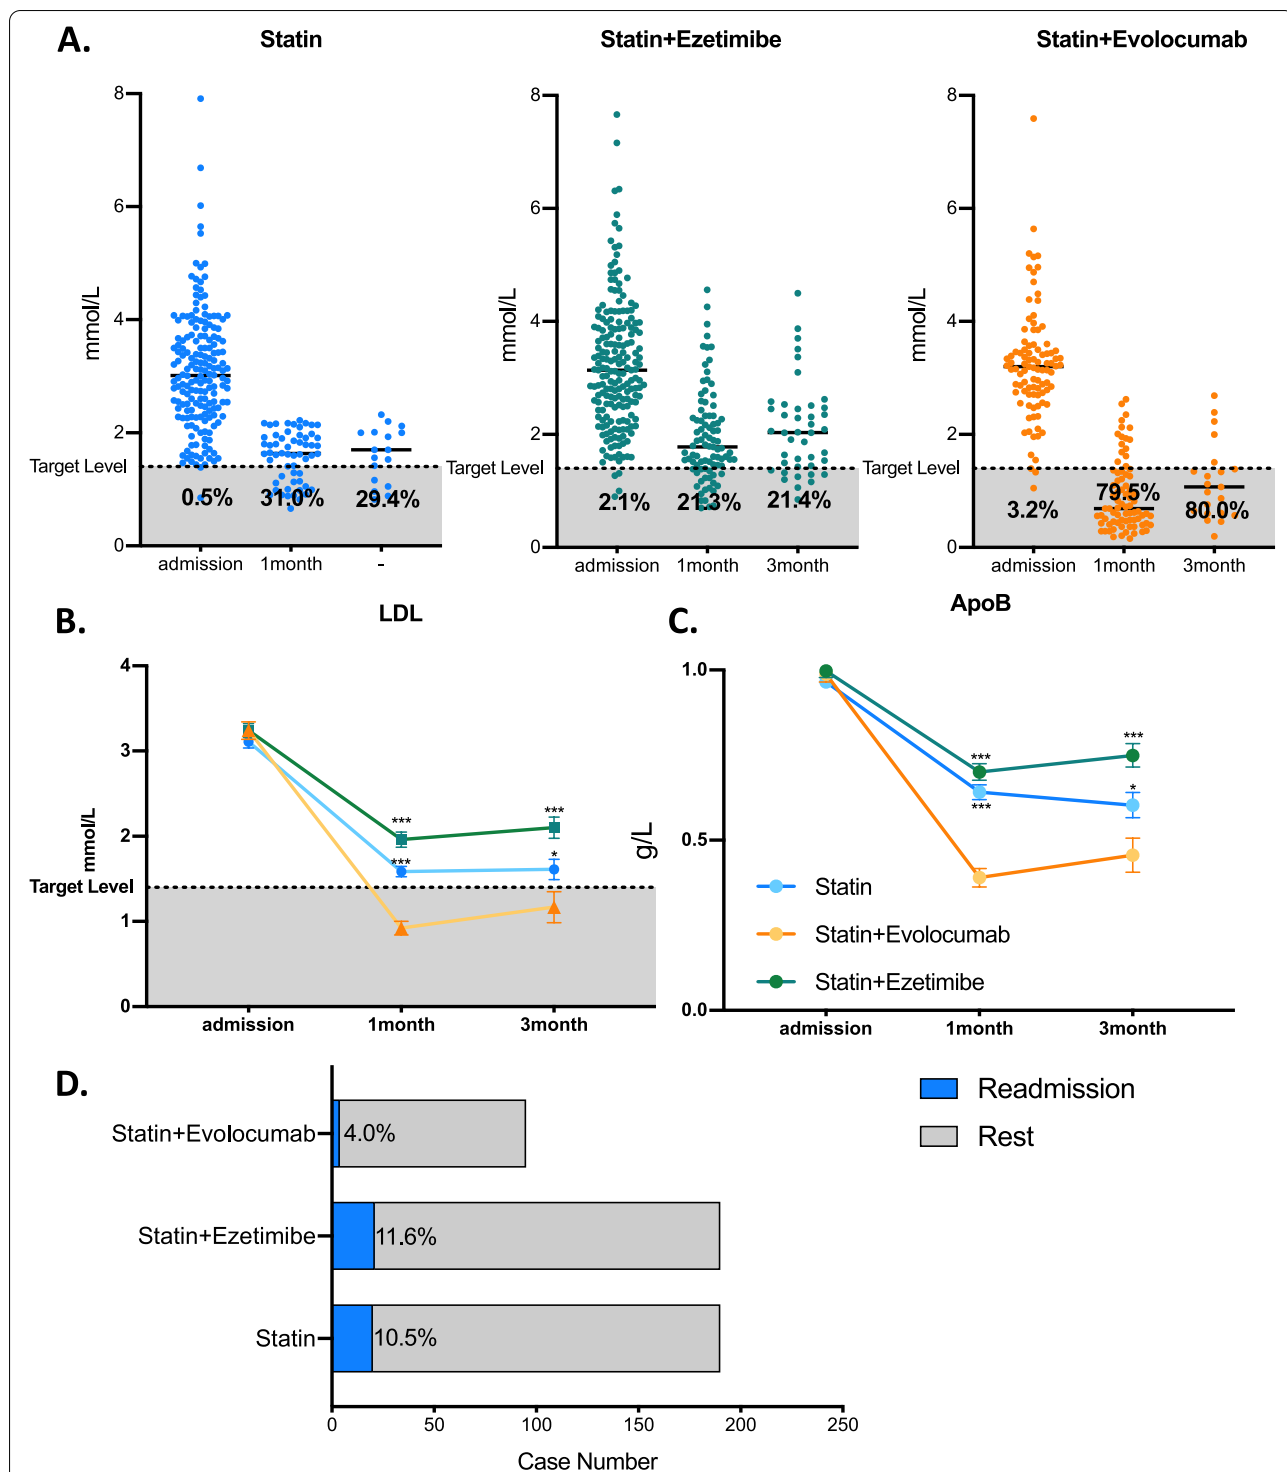 A.
Statin
Statin+Ezetimibe
Statin+Evolocumab
8
6
4
2
0
mmol/L
Target Level
0.5%
31.0%
29.4%
admission
1month
-
8
6
4
2
0
mmol/L
Target Level
2.1%
21.3%
21.4%
admission
1month
3month
8
6
4
2
0
mmol/L
Target Level
3.2%
79.5%
80.0%
admission
1month
3month
B.
LDL
4
3
2
1
0
mmol/L
Target Level
***
***
***
*
admission
1month
3month
C.
ApoB
1.0
0.5
0.0
g/L
***
***
***
*
Statin
Statin+Evolocumab
Statin+Ezetimibe
admission
1month
3month
D.
Statin+Evolocumab
4.0%
Statin+Ezetimibe
11.6%
Statin
10.5%
0
50
100
150
200
250
Case Number
Readmission
Rest